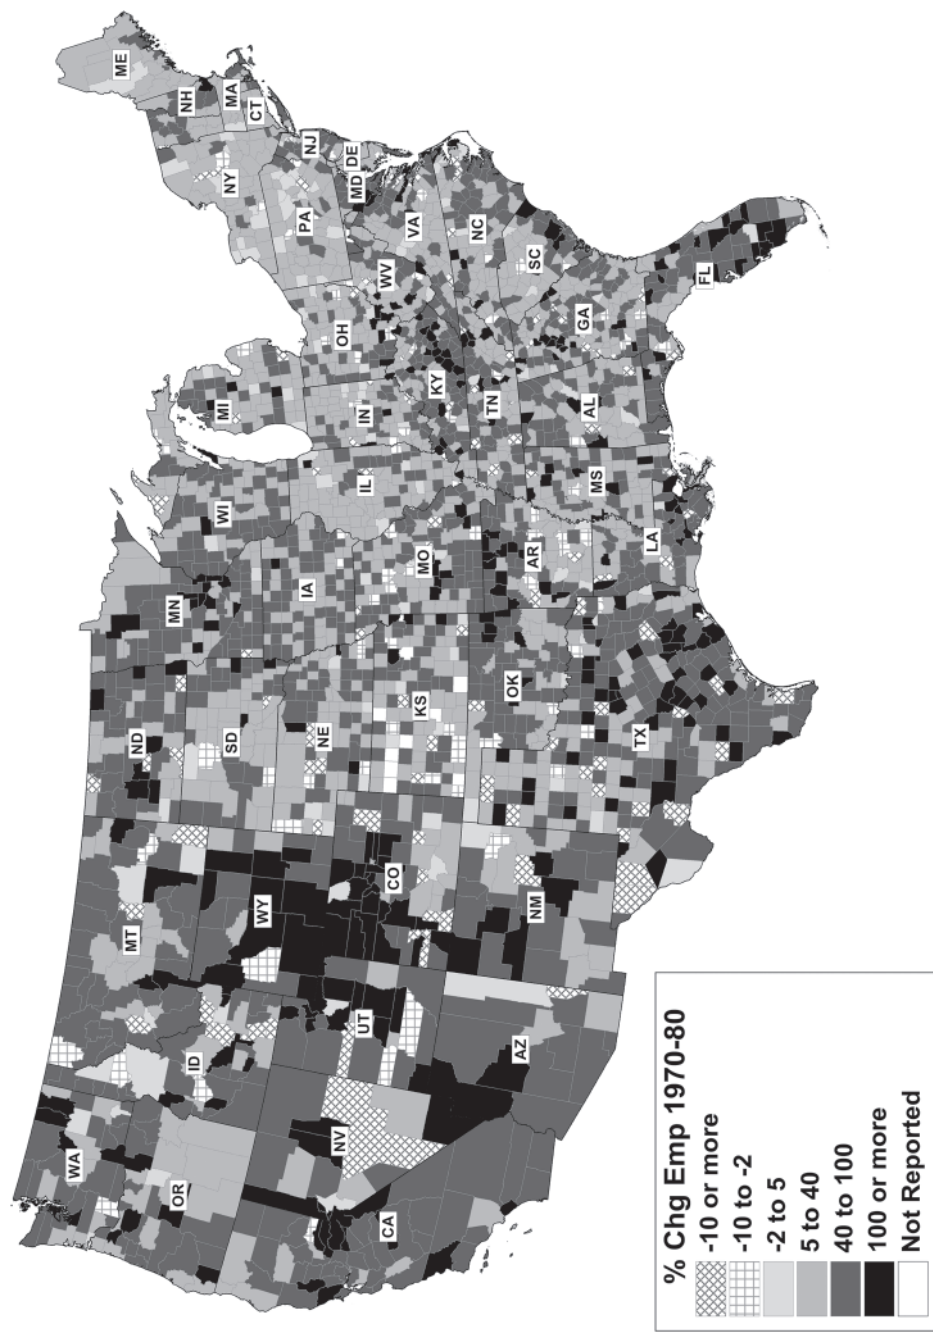 WA
OR
CA
NV
ID
MT
WY
UT
CO
AZ
NM
ND
SD
NE
KS
OK
TX
MN
IA
MO
AR
LA
WI
IL
MS
MI
IN
KY
TN
AL
OH
WV
GA
FL
SC
NC
VA
MD
DE
PA
NJ
NY
CT
MA
NH
ME
% Chg Emp 1970-80
-10 or more
-10 to -2
-2 to 5
5 to 40
40 to 100
100 or more
Not Reported